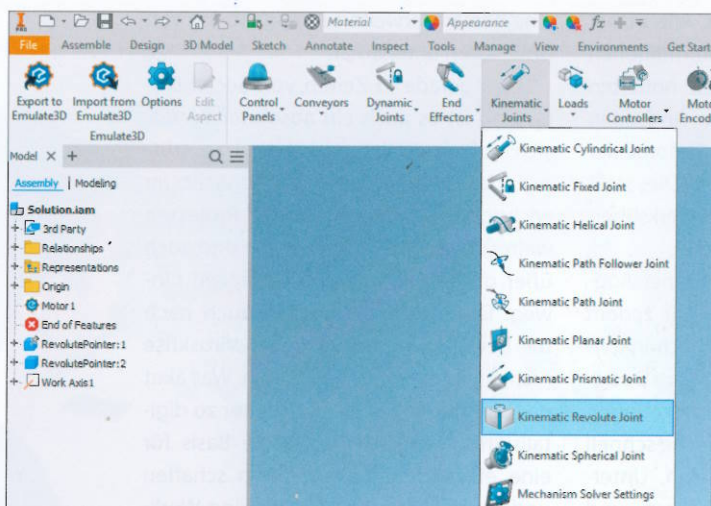 Material
Appearance
fx
PRO
File Assemble Design 3D Model Sketch Annotate Inspect Tools Manage View Environments Get Start
Export to Emulate3D
Import from Emulate3D
Options
Edit Aspect
Control Panels
Conveyors
Dynamic Joints
End Effectors
Kinematic Joints
Loads
Motor Controllers
Moto
Encod
Emulate3D
Model
Assembly | Modeling
Solution.iam
3rd Party
Relationships
Representations
Origin
Motor1
End of Features
RevolutePointer:1
RevolutePointer:2
Work Axis1
Kinematic Cylindrical Joint
Kinematic Fixed Joint
Kinematic Helical Joint
Kinematic Path Follower Joint
Kinematic Path Joint
Kinematic Planar Joint
Kinematic Prismatic Joint
Kinematic Revolute Joint
Kinematic Spherical Joint
Mechanism Solver Settings